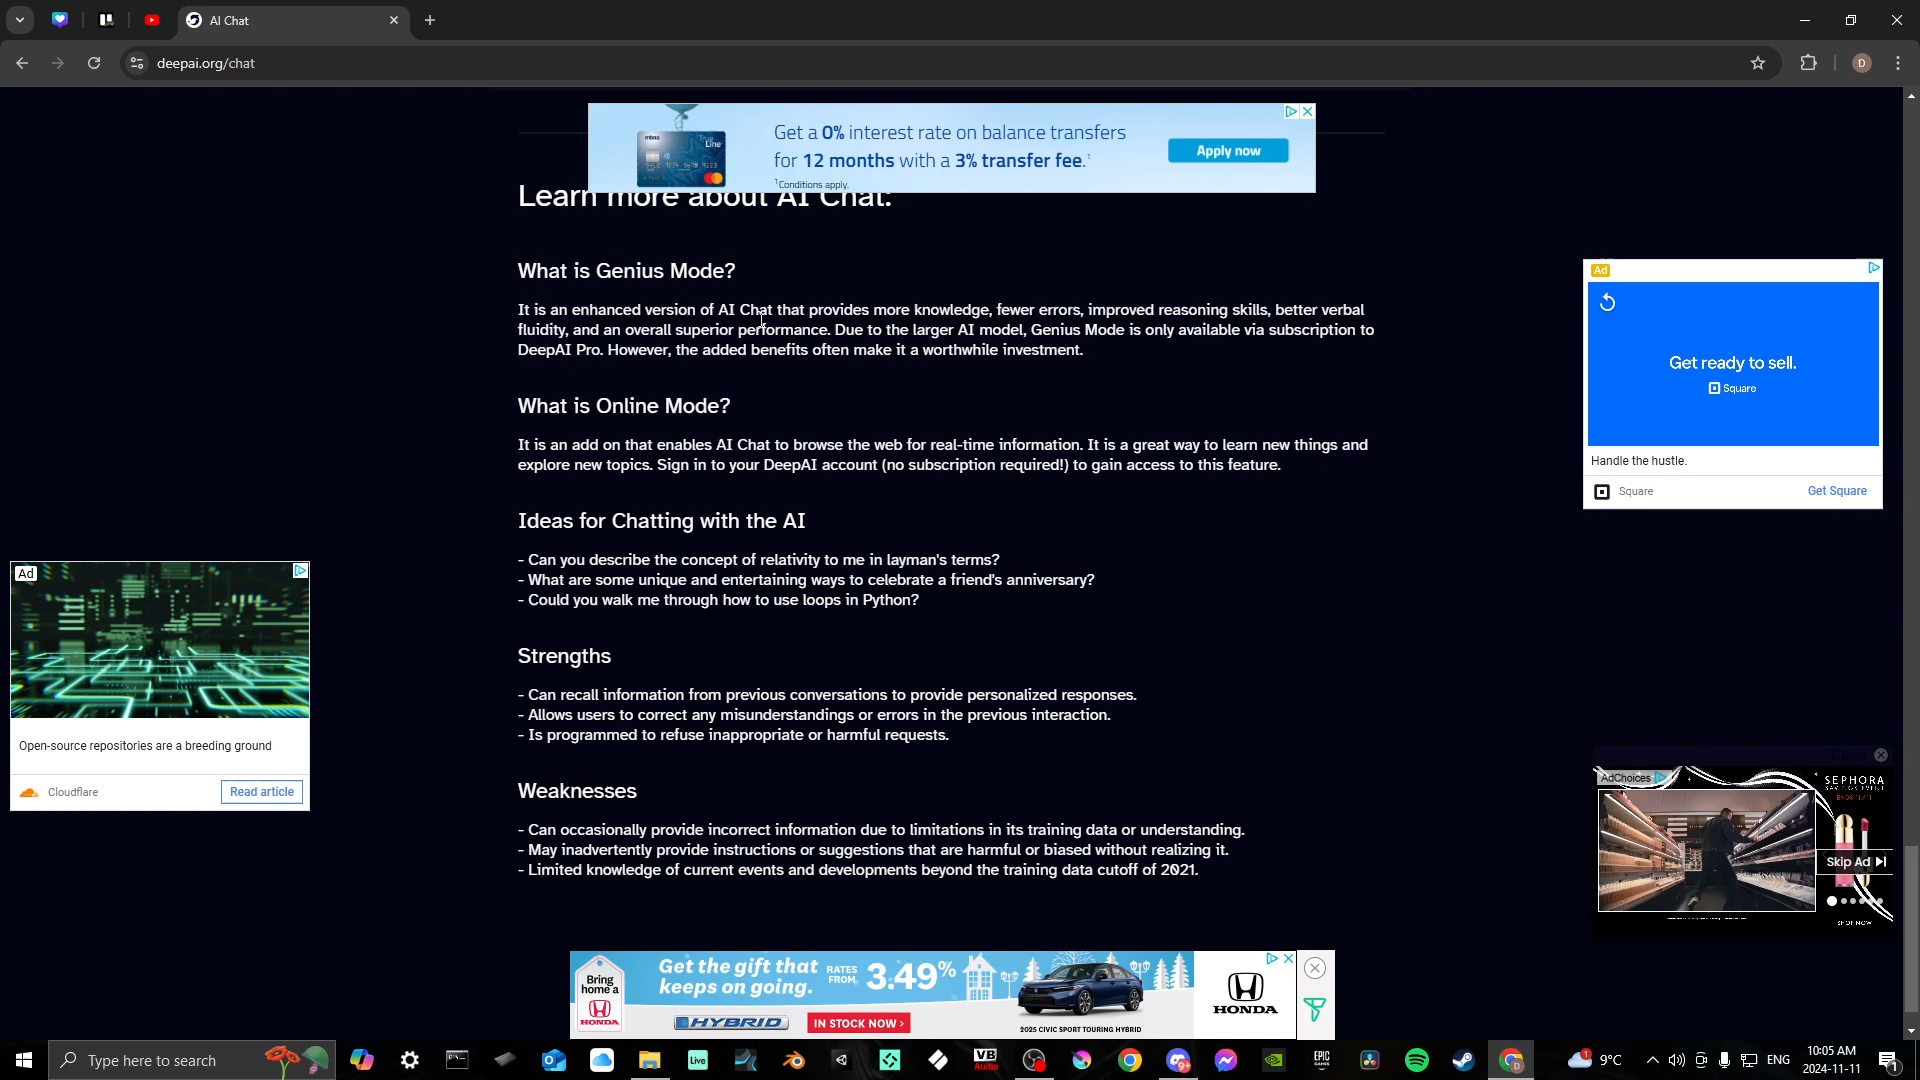 AI Chat
deepai.org/chat
D
Get a 0% interest rate on balance transfers
for 12 months with a 3% transfer fee.¹
¹Conditions apply.
Apply now
Learn more about AI Chat:
What is Genius Mode?
It is an enhanced version of AI Chat that provides more knowledge, fewer errors, improved reasoning skills, better verbal
fluidity, and an overall superior performance. Due to the larger AI model, Genius Mode is only available via subscription to
DeepAI Pro. However, the added benefits often make it a worthwhile investment.
What is Online Mode?
It is an add on that enables AI Chat to browse the web for real-time information. It is a great way to learn new things and
explore new topics. Sign in to your DeepAI account (no subscription required!) to gain access to this feature.
Ideas for Chatting with the AI
- Can you describe the concept of relativity to me in layman's terms?
- What are some unique and entertaining ways to celebrate a friend's anniversary?
- Could you walk me through how to use loops in Python?
Strengths
- Can recall information from previous conversations to provide personalized responses.
- Allows users to correct any misunderstandings or errors in the previous interaction.
- Is programmed to refuse inappropriate or harmful requests.
Weaknesses
- Can occasionally provide incorrect information due to limitations in its training data or understanding.
- May inadvertently provide instructions or suggestions that are harmful or biased without realizing it.
- Limited knowledge of current events and developments beyond the training data cutoff of 2021.
Ad
Open-source repositories are a breeding ground
Cloudflare
Read article
Ad
Get ready to sell.
Square
Handle the hustle.
Square
Get Square
AdChoices
SEPHORA
SAVINGS EVENT
Skip Ad
SHOP NOW
Bring
home a
HONDA
Get the gift that
keeps on going.
RATES
FROM
3.49%
HYBRID
IN STOCK NOW ›
2025 CIVIC SPORT TOURING HYBRID
HONDA
Type here to search
Live
VB
Audio
EPIC
GAMES
9+
D
1
9°C
ENG
10:05 AM
2024-11-11
1